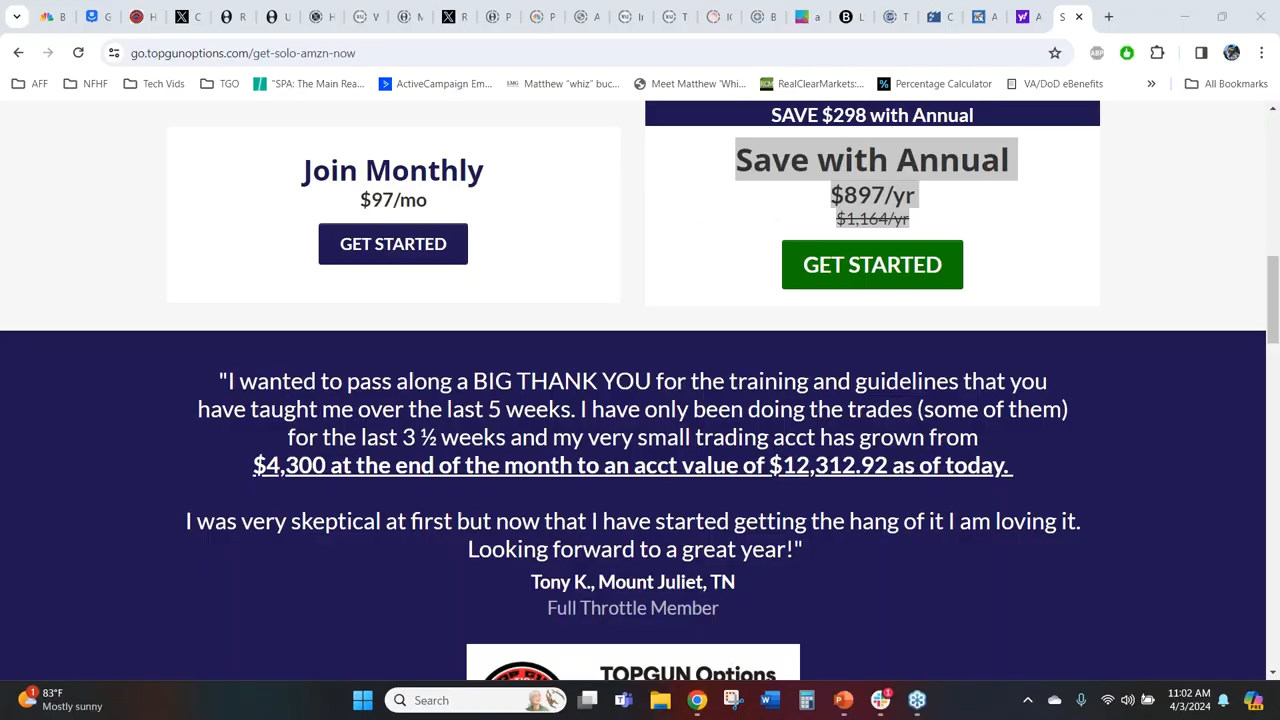 C
R
U
H
M
X
R
P
P
A
In
T
IC
B
a
L
T
C
A
A
S
go.topgunoptions.com/get-solo-amzn-now
ABP
AFF
NFHF
Tech Vids
TGO
"SPA: The Main Rea...
ActiveCampaign Em...
Matthew "whiz" buc...
Meet Matthew 'Whi...
RealClearMarkets:...
Percentage Calculator
VA/DoD eBenefits
All Bookmarks
SAVE $298 with Annual
Join Monthly
$97/mo
GET STARTED
Save with Annual
$897/yr
$1,164/yr
GET STARTED
"I wanted to pass along a BIG THANK YOU for the training and guidelines that you
have taught me over the last 5 weeks. I have only been doing the trades (some of them)
for the last 3 ½ weeks and my very small trading acct has grown from
$4,300 at the end of the month to an acct value of $12,312.92 as of today.
I was very skeptical at first but now that I have started getting the hang of it I am loving it.
Looking forward to a great year!"
Tony K., Mount Juliet, TN
Full Throttle Member
TOPGUN Options
1
83°F
Mostly sunny
Search
1
11:02 AM
4/3/2024